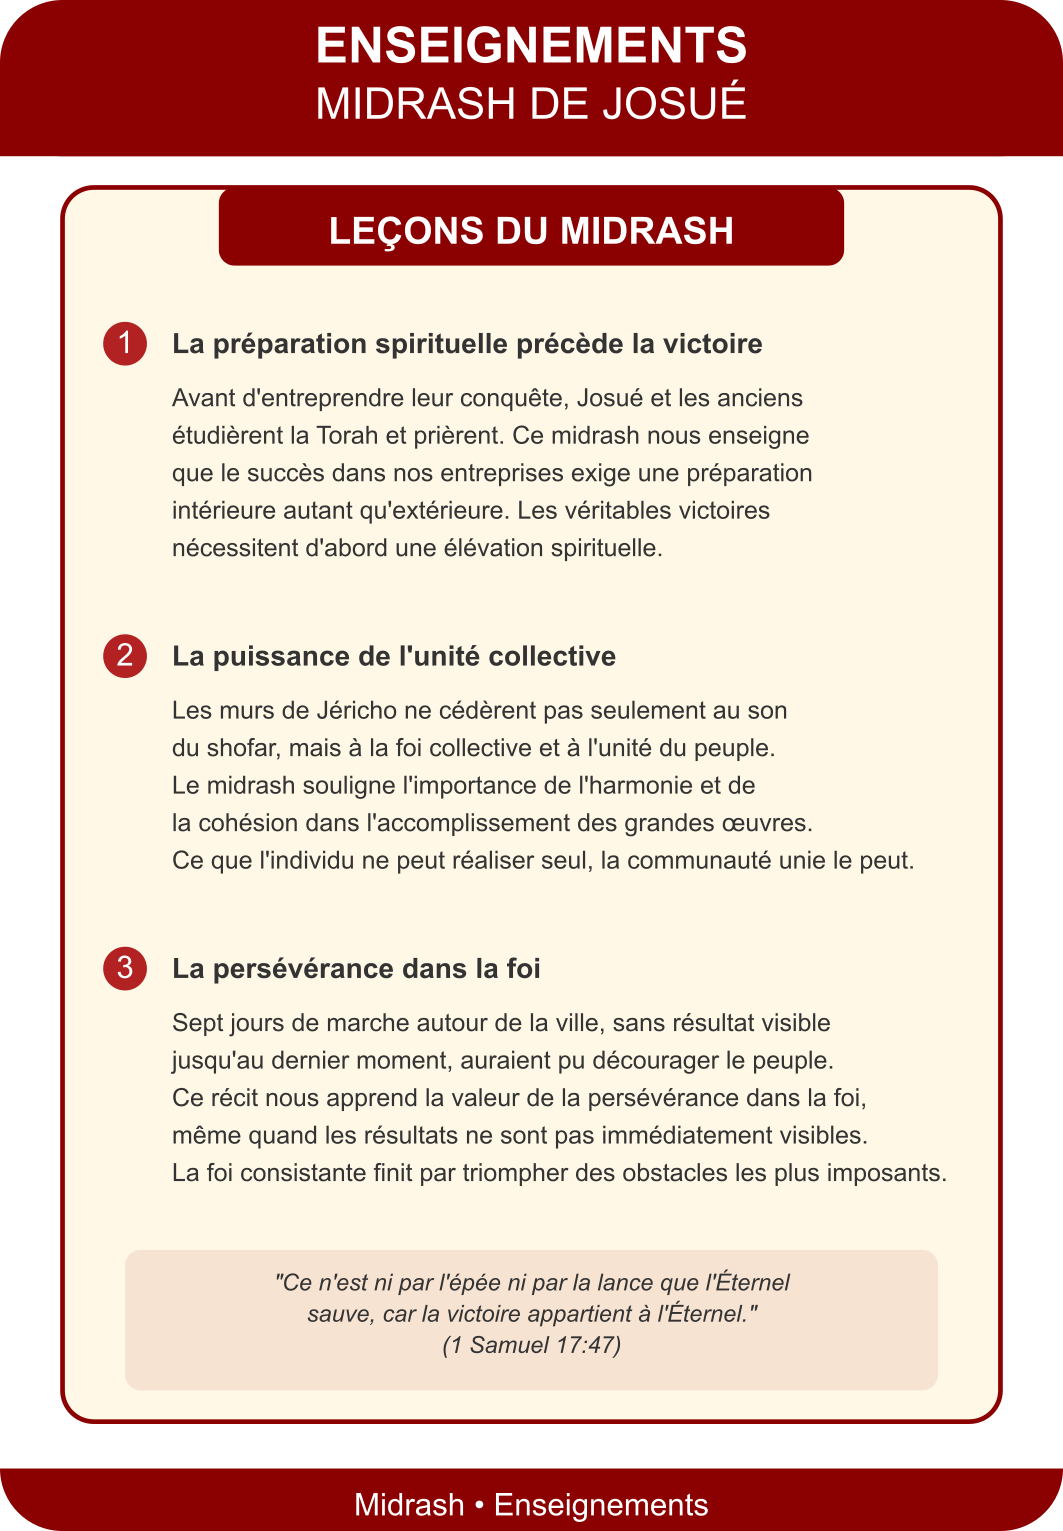 ENSEIGNEMENTS
MIDRASH DE JOSUÉ
LEÇONS DU MIDRASH
1
La préparation spirituelle précède la victoire
Avant d'entreprendre leur conquête, Josué et les anciens
étudièrent la Torah et prièrent. Ce midrash nous enseigne
que le succès dans nos entreprises exige une préparation
intérieure autant qu'extérieure. Les véritables victoires
nécessitent d'abord une élévation spirituelle.
2
La puissance de l'unité collective
Les murs de Jéricho ne cédèrent pas seulement au son
du shofar, mais à la foi collective et à l'unité du peuple.
Le midrash souligne l'importance de l'harmonie et de
la cohésion dans l'accomplissement des grandes œuvres.
Ce que l'individu ne peut réaliser seul, la communauté unie le peut.
3
La persévérance dans la foi
Sept jours de marche autour de la ville, sans résultat visible
jusqu'au dernier moment, auraient pu décourager le peuple.
Ce récit nous apprend la valeur de la persévérance dans la foi,
même quand les résultats ne sont pas immédiatement visibles.
La foi consistante finit par triompher des obstacles les plus imposants.
"Ce n'est ni par l'épée ni par la lance que l'Éternel
sauve, car la victoire appartient à l'Éternel."
(1 Samuel 17:47)
Midrash • Enseignements